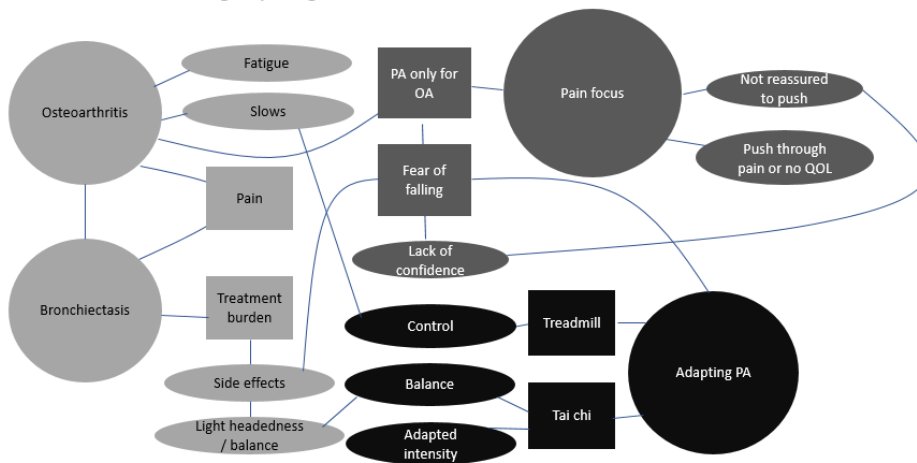 Fatigue
Osteoarthritis
Slows
PA only for
OA
Pain focus
Not reassured
to push
Push through
pain or no QOL
Pain
Fear of
falling
Lack of
confidence
Bronchiectasis
Treatment
burden
Control
Treadmill
Adapting PA
Side effects
Balance
Tai chi
Light headedness
/ balance
Adapted
intensity